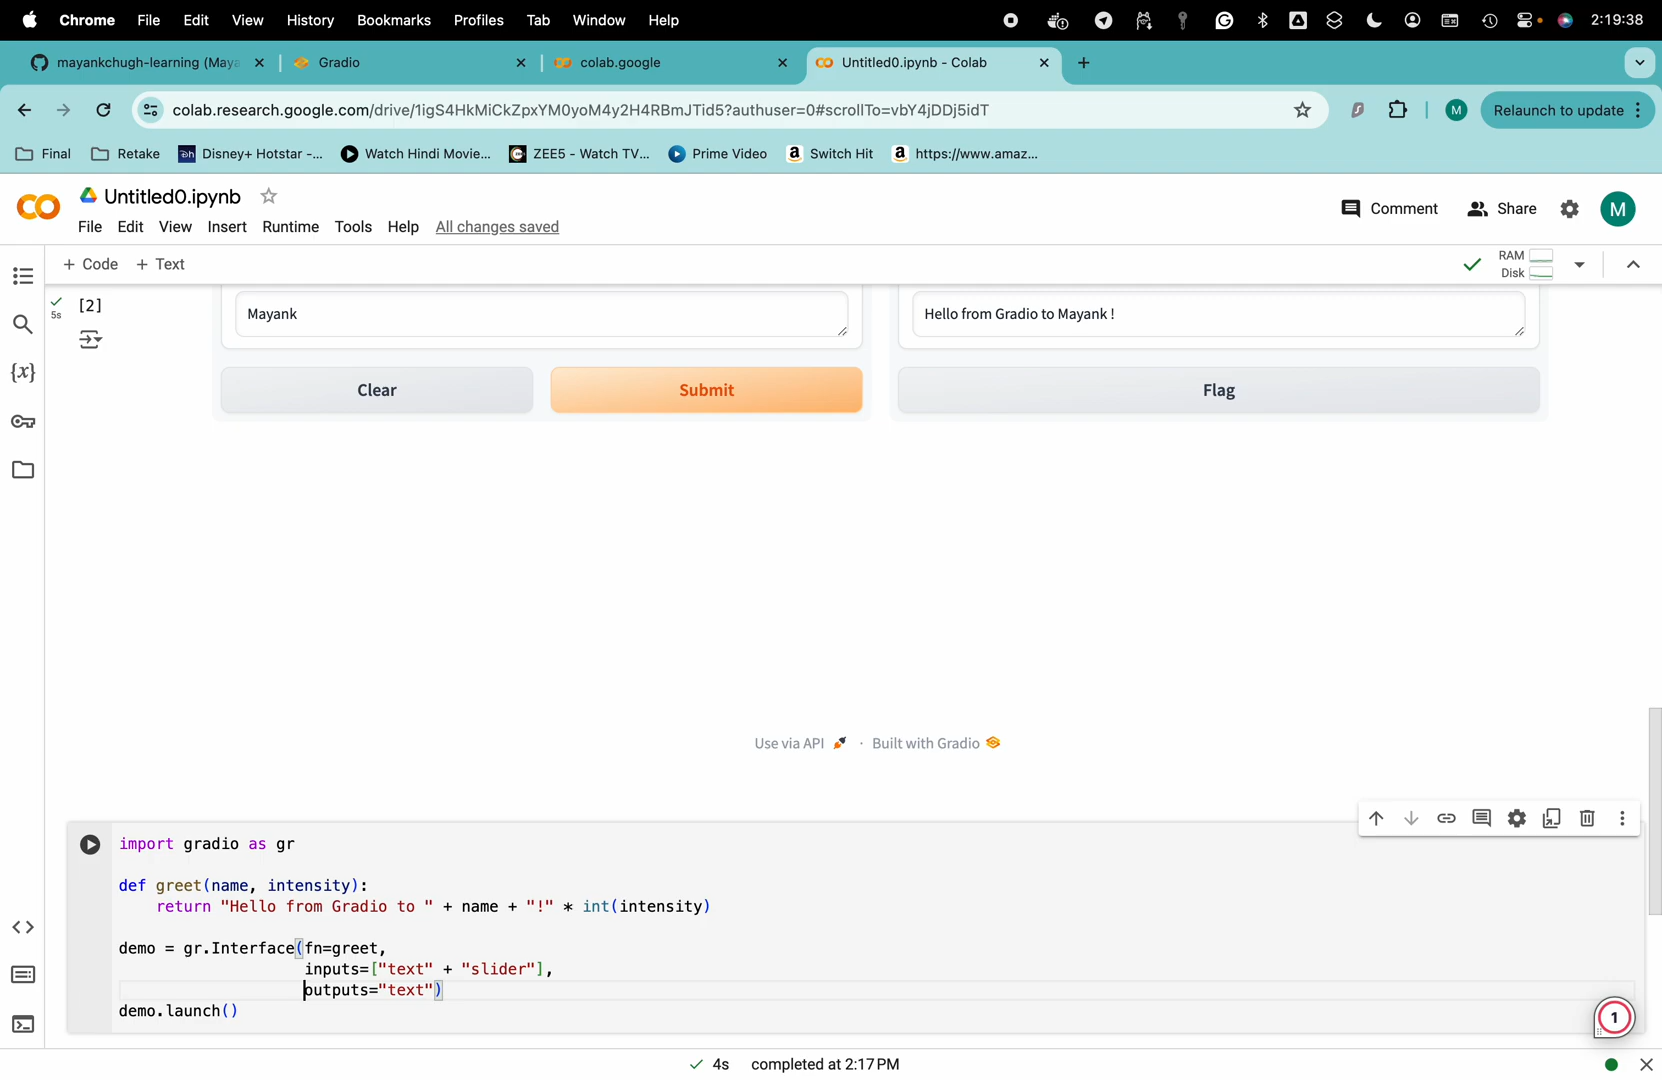 Chrome File Edit View History Bookmarks Profiles Tab Window Help 2:19:38
mayankchugh-learning (Maya Gradio colab.google Untitled0.ipynb - Colab
colab.research.google.com/drive/1igS4HkMiCkZpxYM0yoM4y2H4RBmJTid5?authuser=0#scrollTo=vbY4jDDj5idT M Relaunch to update
Final Retake Disney+ Hotstar -... Watch Hindi Movie... ZEE5 - Watch TV... Prime Video Switch Hit https://www.amaz...
Untitled0.ipynb
File Edit View Insert Runtime Tools Help All changes saved
Comment Share M
+ Code + Text
RAM
Disk
[2]
5s
Mayank
Hello from Gradio to Mayank !
Clear Submit Flag
{x}
Use via API · Built with Gradio
import gradio as gr
def greet(name, intensity):
return "Hello from Gradio to " + name + "!" * int(intensity)
demo = gr.Interface(fn=greet,
inputs=["text" + "slider"],
outputs="text")
demo.launch()
1
4s completed at 2:17 PM